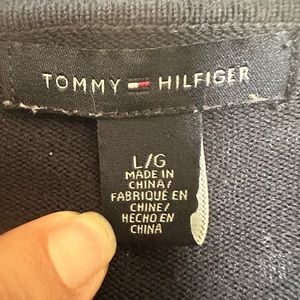 TOMMY HILFIGER
L/G
MADE IN
CHINA/
FABRIQUÉ EN
CHINE/
HECHO EN
CHINA